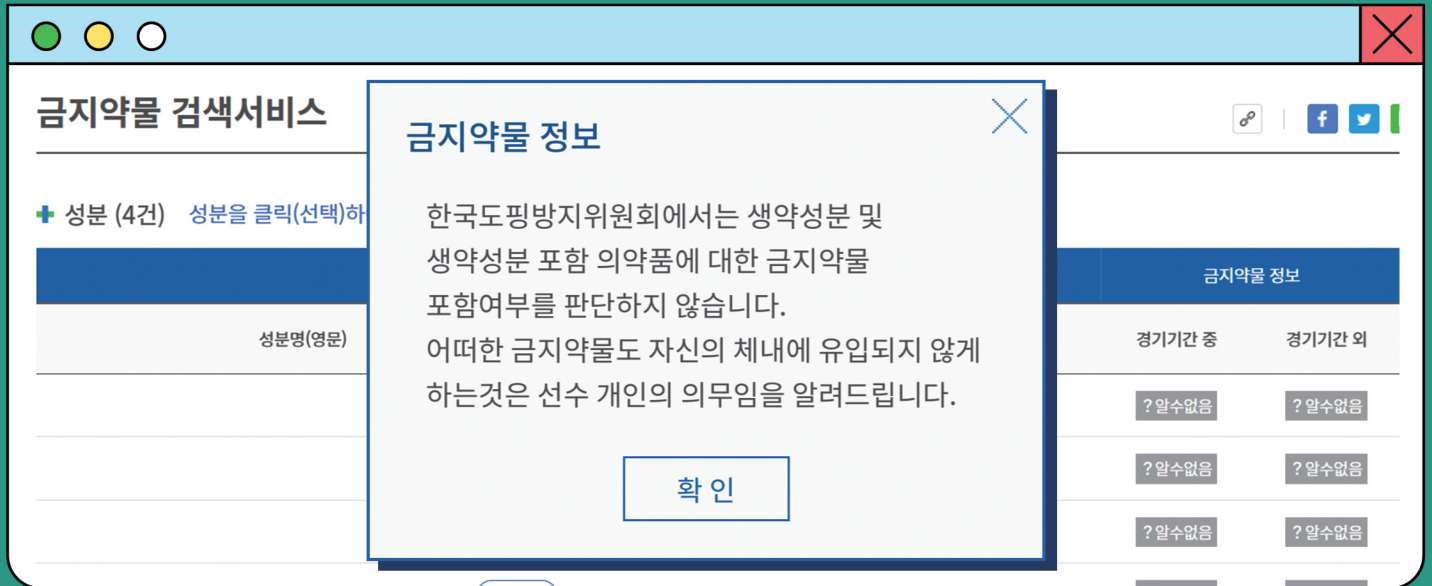 금지약물 검색서비스
성분 (4건) 성분을 클릭(선택)하
금지약물 정보
한국도핑방지위원회에서는 생약성분 및
생약성분 포함 의약품에 대한 금지약물
포함여부를 판단하지 않습니다.
어떠한 금지약물도 자신의 체내에 유입되지 않게
하는것은 선수 개인의 의무임을 알려드립니다.
확 인
금지약물 정보
성분명(영문) 경기기간 중 경기기간 외
? 알수없음 ? 알수없음
? 알수없음 ? 알수없음
? 알수없음 ? 알수없음